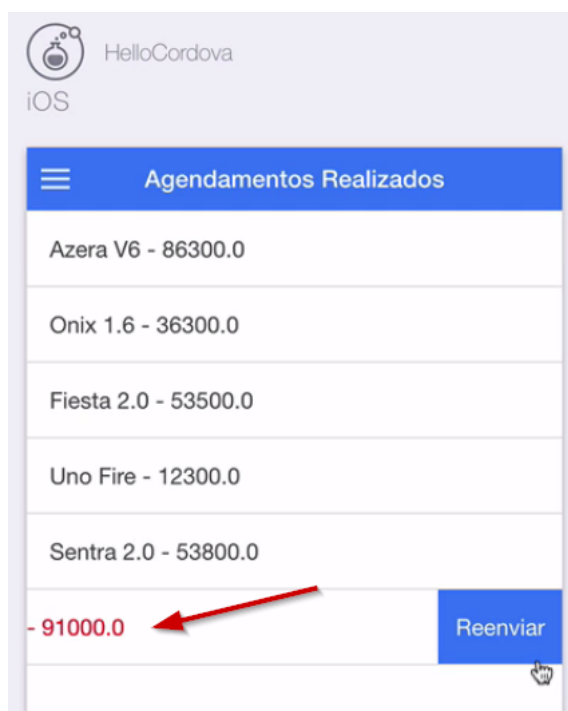 HelloCordova
iOS
Agendamentos Realizados
Azera V6 - 86300.0
Onix 1.6 - 36300.0
Fiesta 2.0 - 53500.0
Uno Fire - 12300.0
Sentra 2.0 - 53800.0
- 91000.0 Reenviar